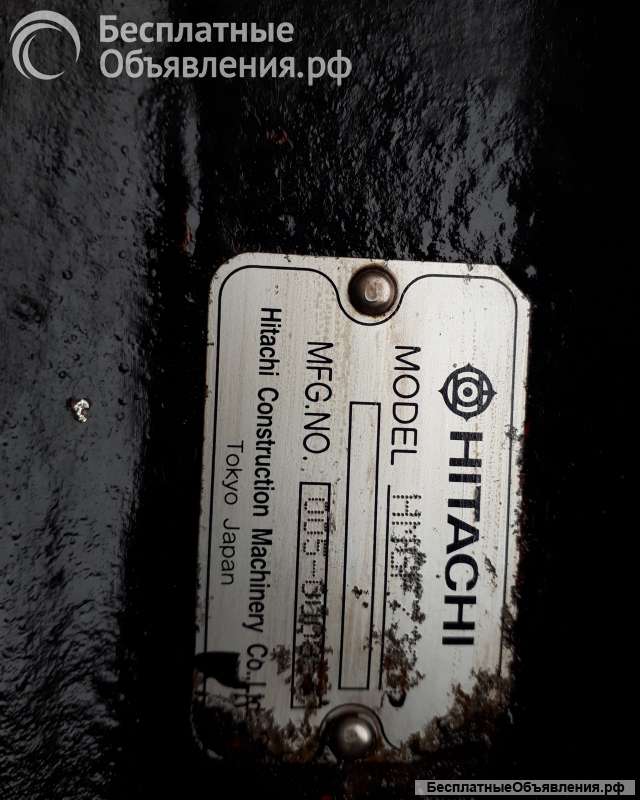 Бесплатные
Объявления.рф
HITACHI
MODEL
MFG.NO.
Hitachi Construction Machinery Co., Ltd
Tokyo Japan
БесплатныеОбъявления.рф